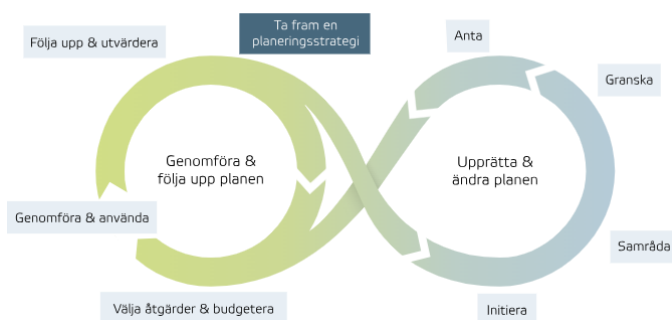 Ta fram en
planeringsstrategi
Följa upp & utvärdera
Anta
Granska
Genomföra &
följa upp planen
Upprätta &
ändra planen
Genomföra & använda
Samråda
Välja åtgärder & budgetera
Initiera